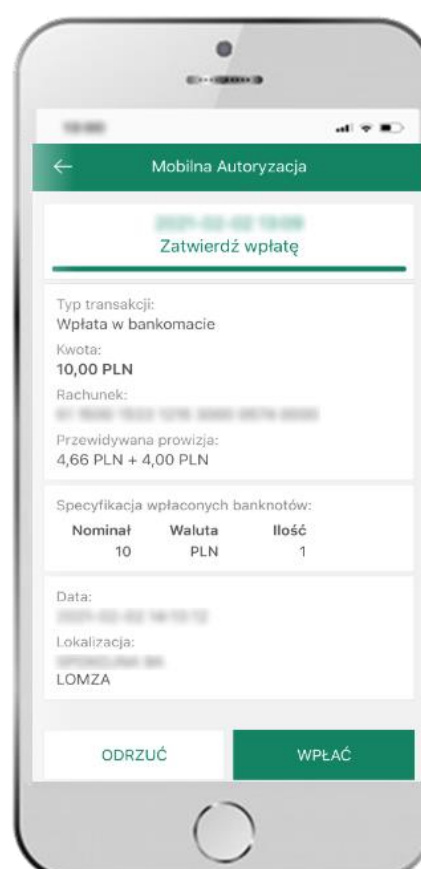 Mobilna Autoryzacja
Zatwierdź wpłatę
Typ transakcji:
Wpłata w bankomacie
Kwota:
10,00 PLN
Rachunek:
Przewidywana prowizja:
4,66 PLN + 4,00 PLN
Specyfikacja wpłaconych banknotów:
Nominał Waluta Ilość
10 PLN 1
Data:
Lokalizacja:
LOMZA
ODRZUĆ WPŁAĆ